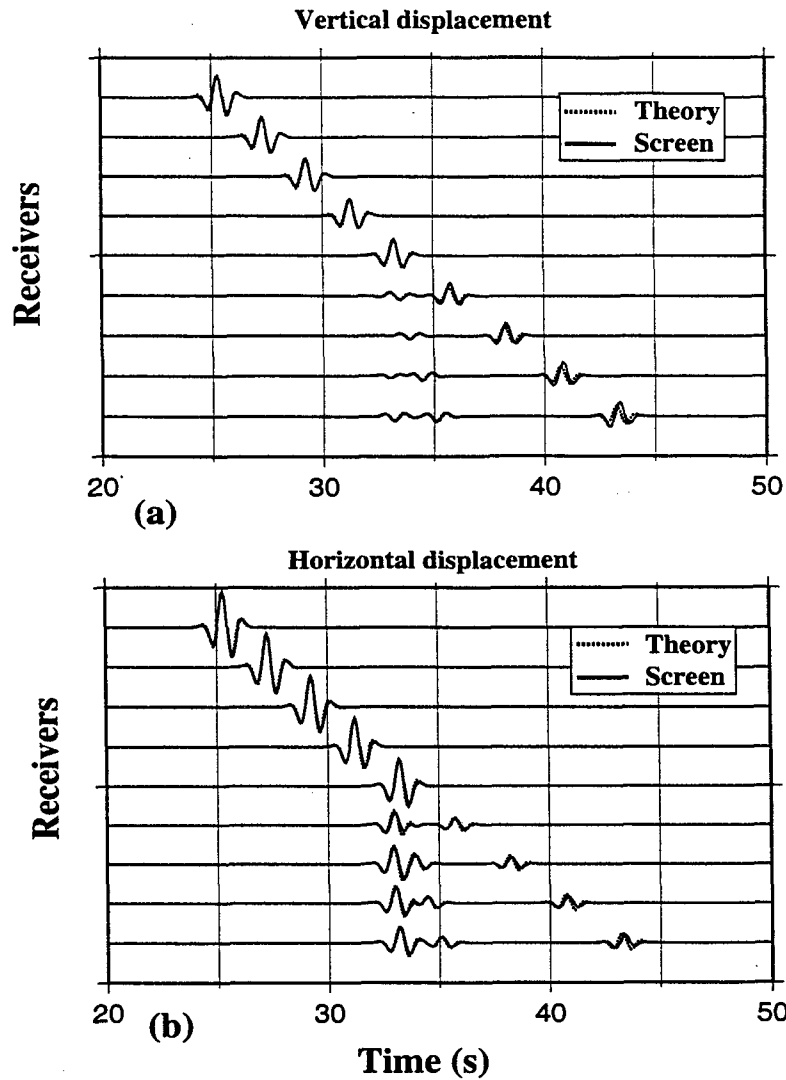 Vertical displacement
Theory
Screen
Receivers
20 30 40 50
(a)
Horizontal displacement
Theory
Screen
Receivers
20 30 40 50
(b)
Time (s)